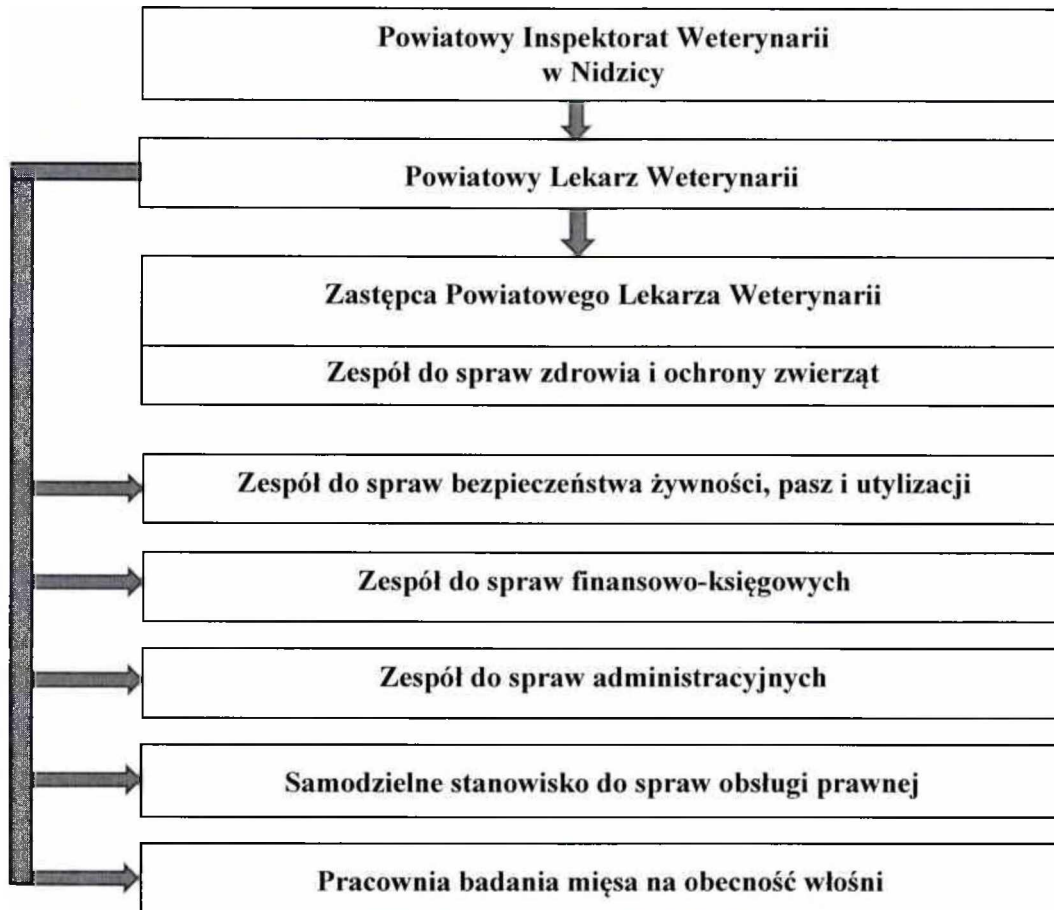 Powiatowy Inspektorat Weterynarii
w Nidzicy
Powiatowy Lekarz Weterynarii
Zastępca Powiatowego Lekarza Weterynarii
Zespół do spraw zdrowia i ochrony zwierząt
Zespół do spraw bezpieczeństwa żywności, pasz i utylizacji
Zespół do spraw finansowo-księgowych
Zespół do spraw administracyjnych
Samodzielne stanowisko do spraw obsługi prawnej
Pracownia badania mięsa na obecność włośni